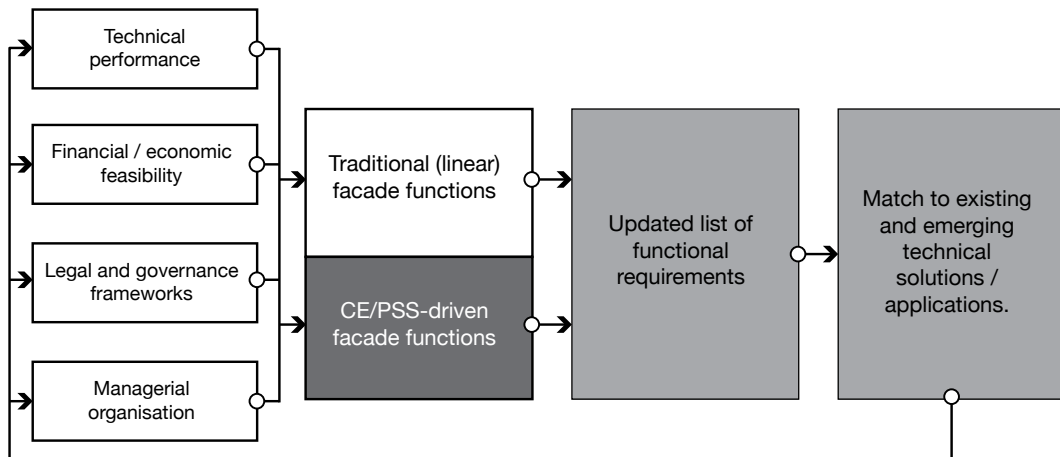 Technical
performance
Financial / economic
feasibility
Legal and governance
frameworks
Managerial
organisation
Traditional (linear)
facade functions
CE/PSS-driven
facade functions
Updated list of
functional
requirements
Match to existing
and emerging
technical
solutions /
applications.